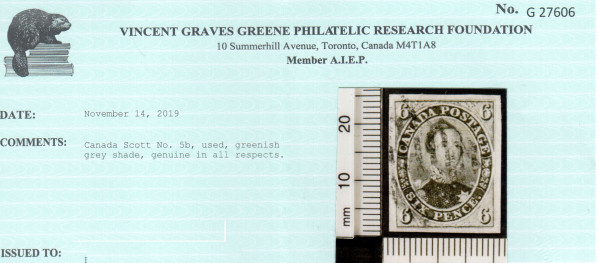 No. G 27606
VINCENT GRAVES GREENE PHILATELIC RESEARCH FOUNDATION
10 Summerhill Avenue, Toronto, Canada M4T1A8
Member A.I.E.P.
DATE: November 14, 2019
COMMENTS: Canada Scott No. 5b, used, greenish
grey shade, genuine in all respects.
20
10
mm
6 6
CANADA POSTAGE
SIX PENCE
6 6
ISSUED TO: